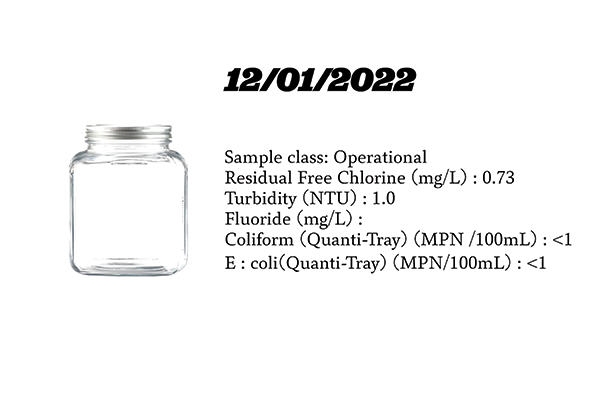 12/01/2022
Sample class: Operational
Residual Free Chlorine (mg/L) : 0.73
Turbidity (NTU) : 1.0
Fluoride (mg/L) :
Coliform (Quanti-Tray) (MPN /100mL) : <1
E : coli(Quanti-Tray) (MPN/100mL) : <1